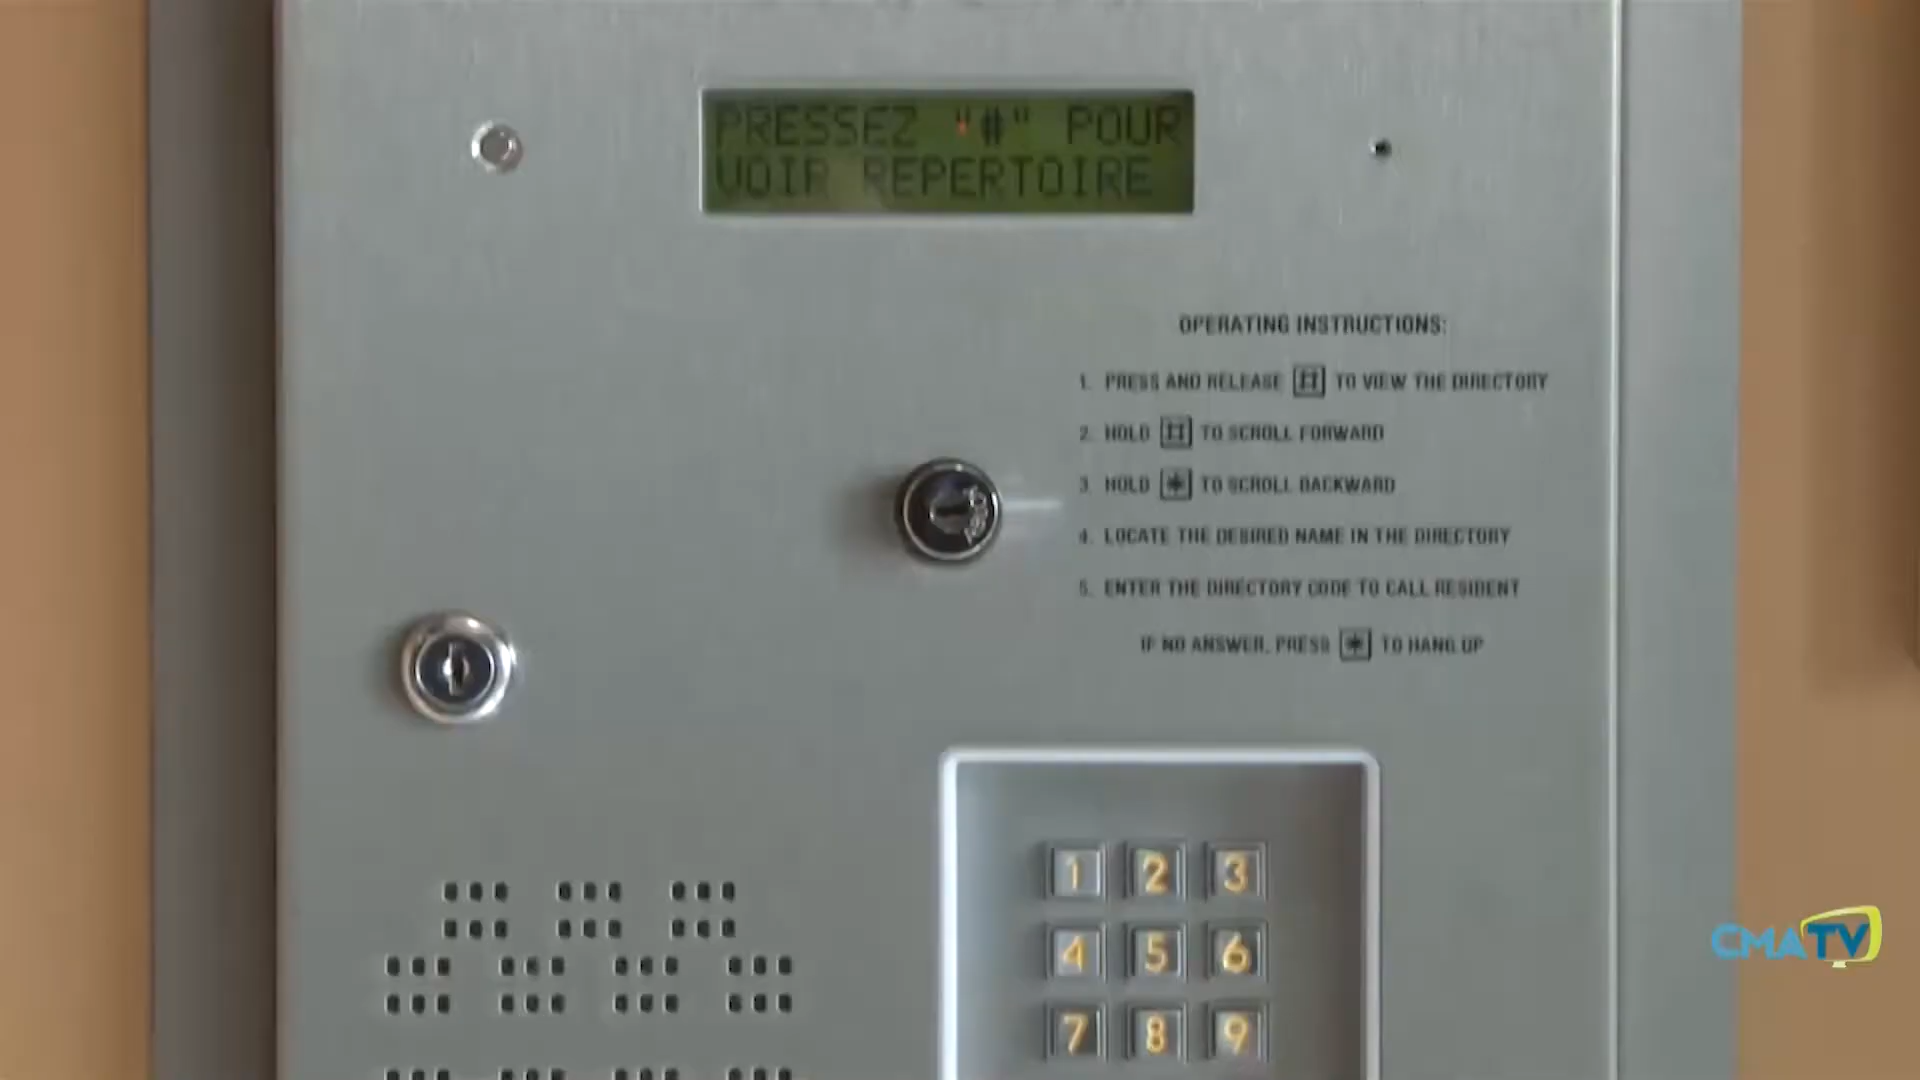 PRESSEZ "#" POUR
VOIR REPERTOIRE
OPERATING INSTRUCTIONS:
1. PRESS AND RELEASE # TO VIEW THE DIRECTORY
2. HOLD # TO SCROLL FORWARD
3. HOLD * TO SCROLL BACKWARD
4. LOCATE THE DESIRED NAME IN THE DIRECTORY
5. ENTER THE DIRECTORY CODE TO CALL RESIDENT
IF NO ANSWER, PRESS * TO HANG UP
1 2 3
4 5 6
7 8 9
CMATV